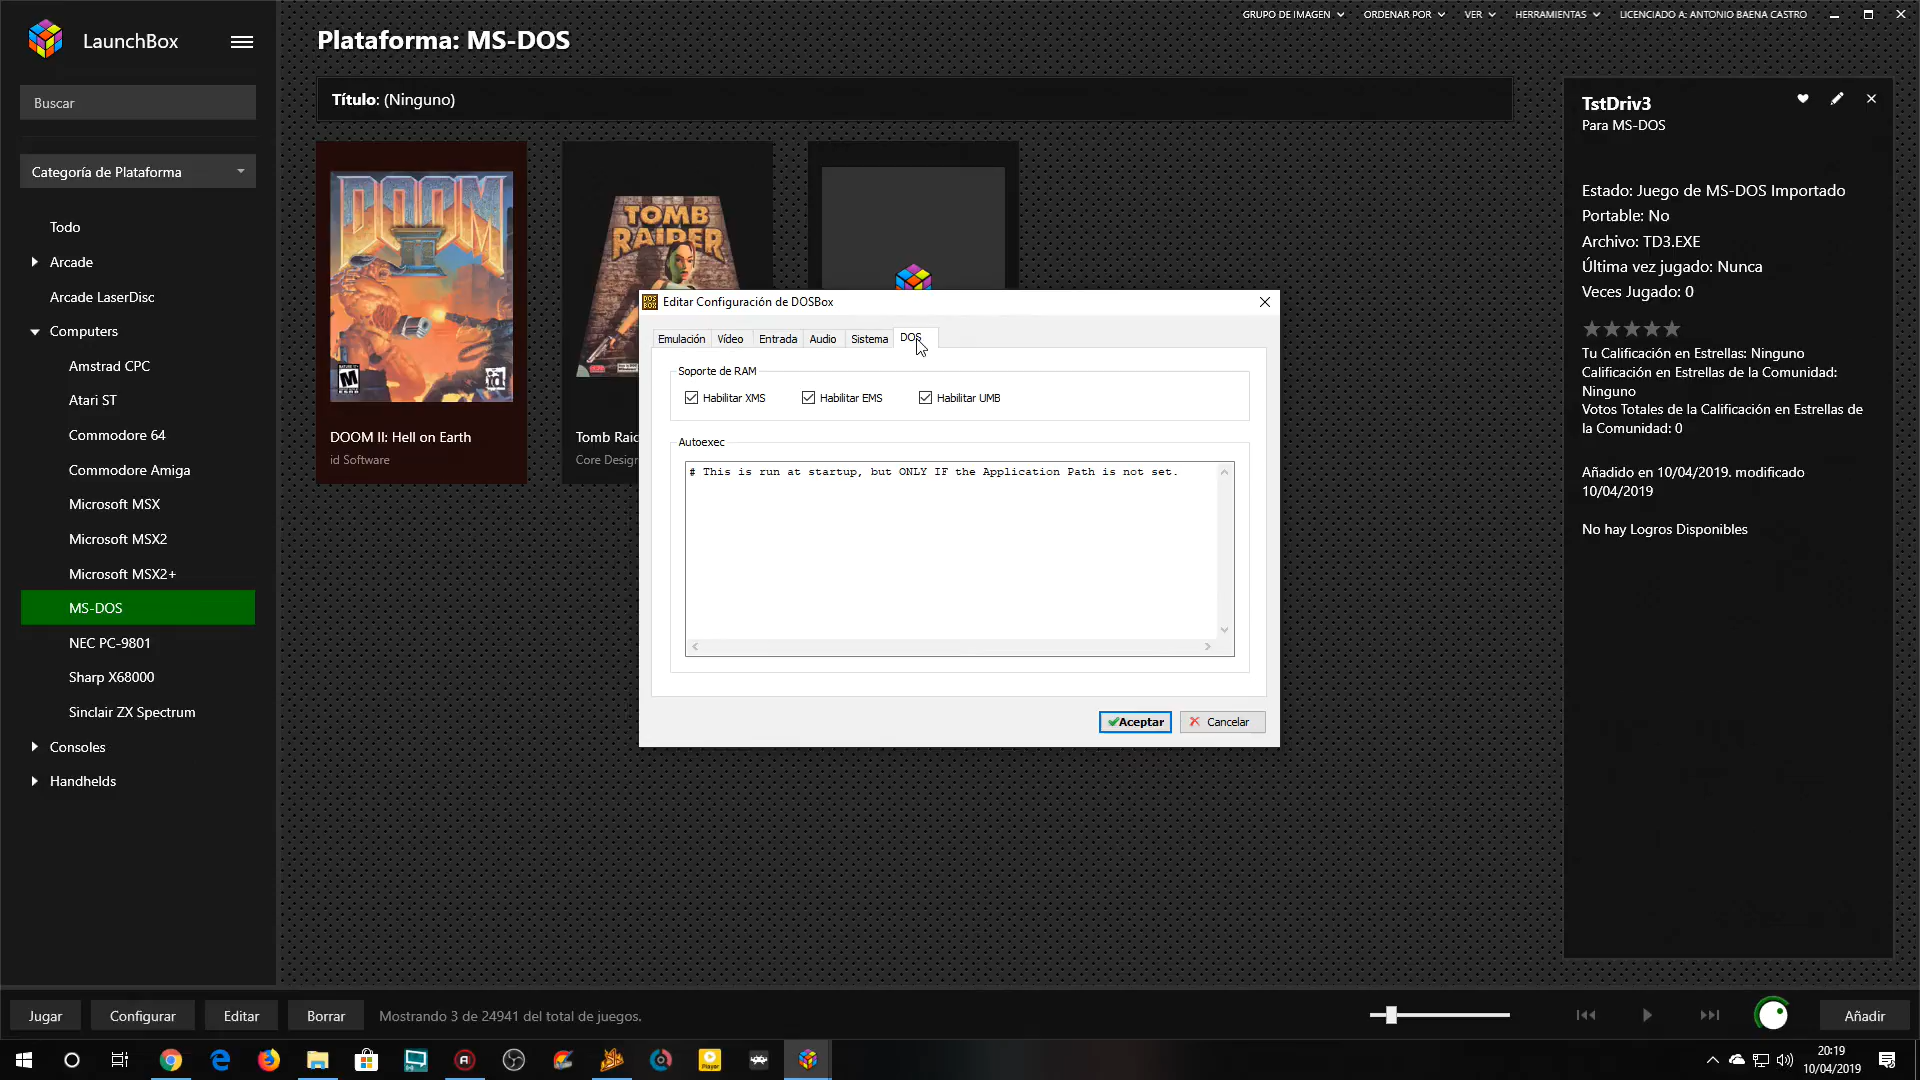 LaunchBox
Plataforma: MS-DOS
GRUPO DE IMAGEN
ORDENAR POR
VER
HERRAMIENTAS
LICENCIADO A: ANTONIO BAENA CASTRO
Buscar
Categoría de Plataforma
Todo
Arcade
Arcade LaserDisc
Computers
Amstrad CPC
Atari ST
Commodore 64
Commodore Amiga
Microsoft MSX
Microsoft MSX2
Microsoft MSX2+
MS-DOS
NEC PC-9801
Sharp X68000
Sinclair ZX Spectrum
Consoles
Handhelds
Título: (Ninguno)
DOOM
II
M
id
DOOM II: Hell on Earth
id Software
TOMB
RAIDER
Tomb Raid
Core Design
Editar Configuración de DOSBox
Emulación
Vídeo
Entrada
Audio
Sistema
DOS
Soporte de RAM
Habilitar XMS
Habilitar EMS
Habilitar UMB
Autoexec
# This is run at startup, but ONLY IF the Application Path is not set.
Aceptar
Cancelar
TstDriv3
Para MS-DOS
Estado: Juego de MS-DOS Importado
Portable: No
Archivo: TD3.EXE
Última vez jugado: Nunca
Veces Jugado: 0
Tu Calificación en Estrellas: Ninguno
Calificación en Estrellas de la Comunidad:
Ninguno
Votos Totales de la Calificación en Estrellas de
la Comunidad: 0
Añadido en 10/04/2019. modificado
10/04/2019
No hay Logros Disponibles
Jugar
Configurar
Editar
Borrar
Mostrando 3 de 24941 del total de juegos.
Añadir
20:19
10/04/2019